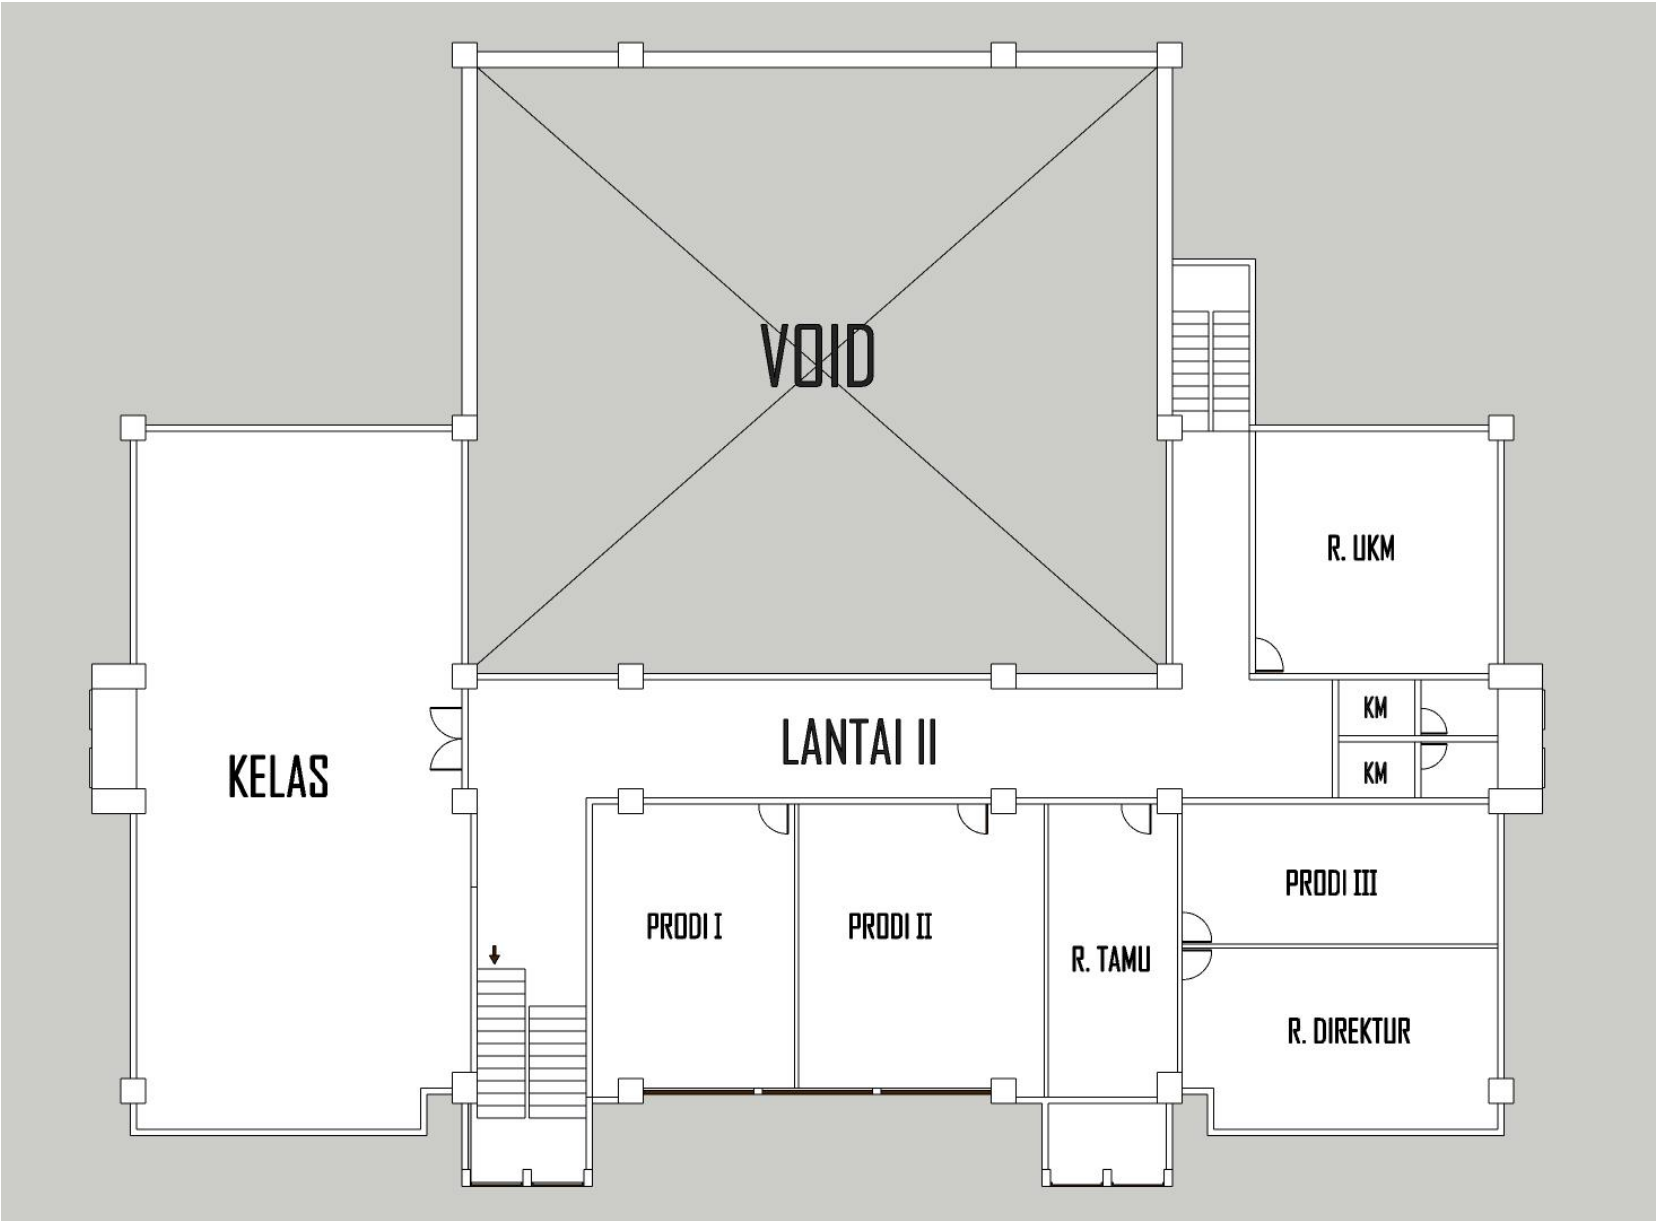 VOID
R. UKM
KM
LANTAI II
KELAS
KM
PRODI III
PRODI I
PRODI II
R. TAMU
R. DIREKTUR